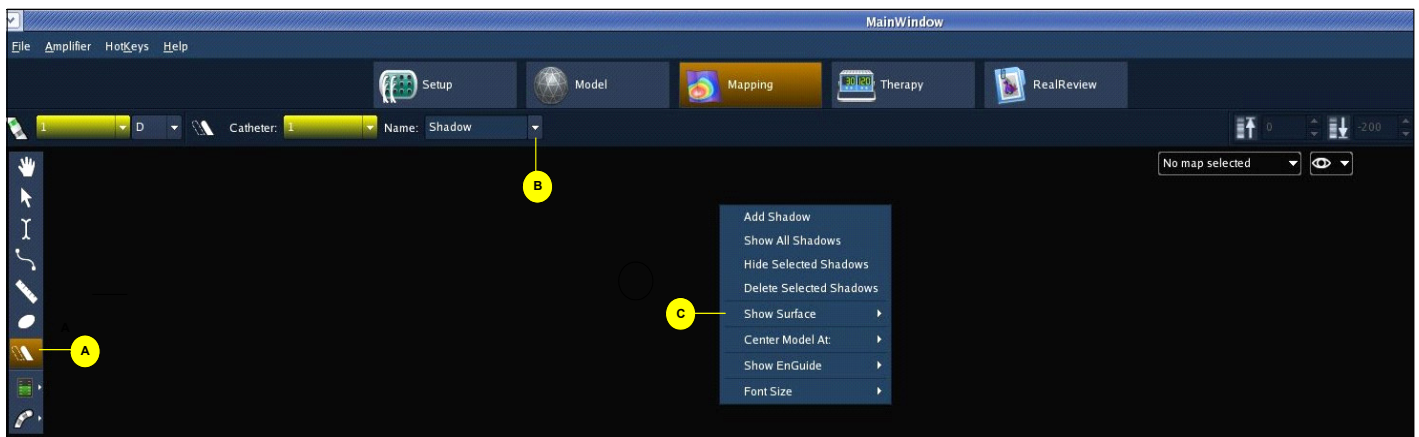 MainWindow
File Amplifier HotKeys Help
Setup Model Mapping 30 120 Therapy RealReview
1 D Catheter: 1 Name: Shadow 0 -200
No map selected
B
Add Shadow
Show All Shadows
Hide Selected Shadows
Delete Selected Shadows
C Show Surface
A
Center Model At:
A
Show EnGuide
Font Size